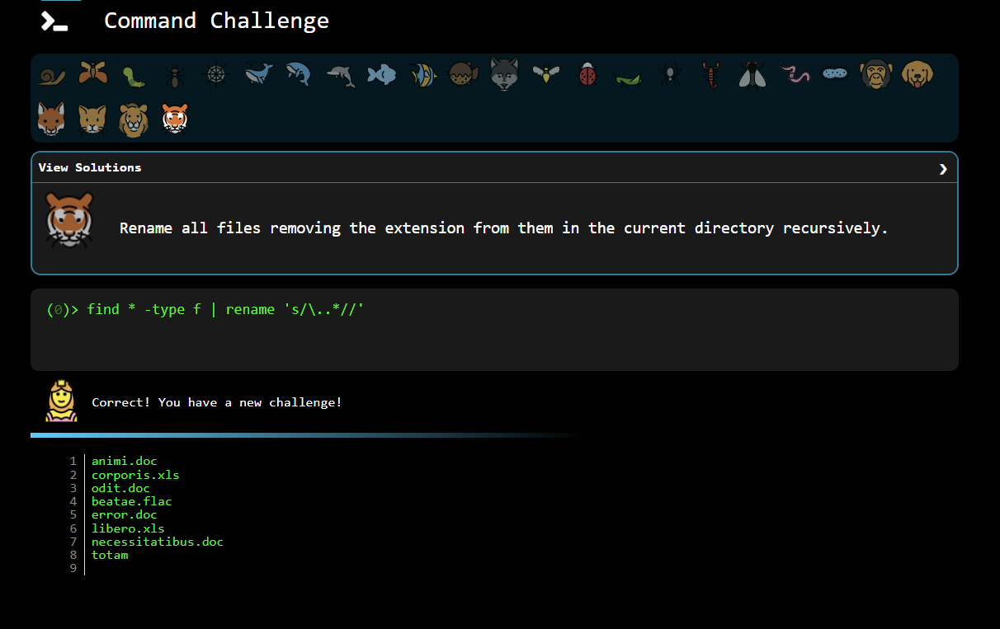 Command Challenge
View Solutions
Rename all files removing the extension from them in the current directory recursively.
(0)> find * -type f | rename 's/\..*//'
Correct! You have a new challenge!
1 animi.doc
2 corporis.xls
3 odit.doc
4 beatae.flac
5 error.doc
6 libero.xls
7 necessitatibus.doc
8 totam
9